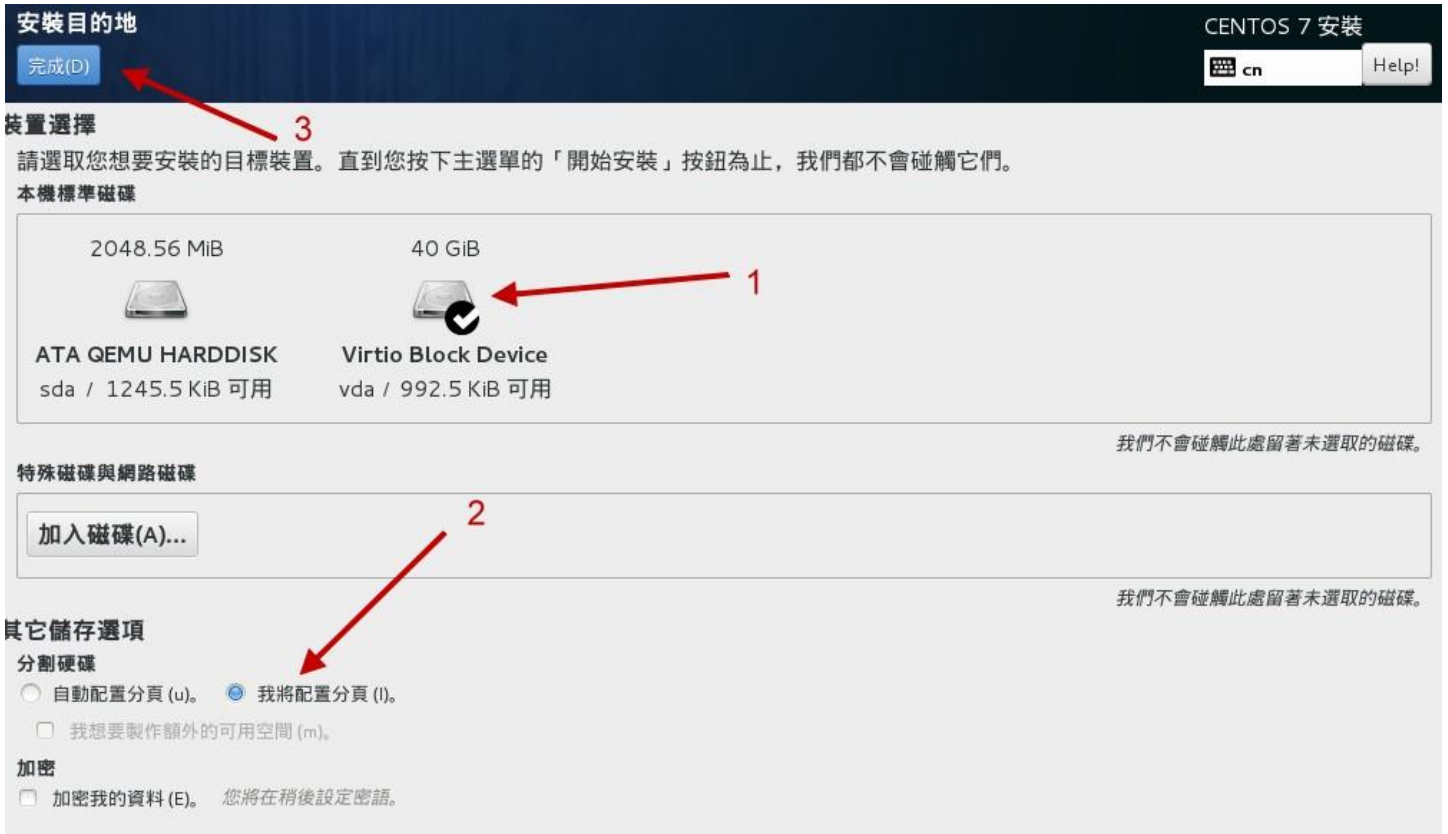 安裝目的地
CENTOS 7 安裝
完成(D)
cn
Help!
3
裝置選擇
請選取您想要安裝的目標裝置。直到您按下主選單的「開始安裝」按鈕為止，我們都不會碰觸它們。
本機標準磁碟
2048.56 MiB
40 GiB
1
ATA QEMU HARDDISK
Virtio Block Device
sda / 1245.5 KiB 可用
vda / 992.5 KiB 可用
我們不會碰觸此處留著未選取的磁碟。
特殊磁碟與網路磁碟
2
加入磁碟(A)...
我們不會碰觸此處留著未選取的磁碟。
其它儲存選項
分割硬碟
自動配置分頁 (u)。 我將配置分頁 (I)。
我想要製作額外的可用空間 (m)。
加密
加密我的資料 (E)。 您將在稍後設定密語。